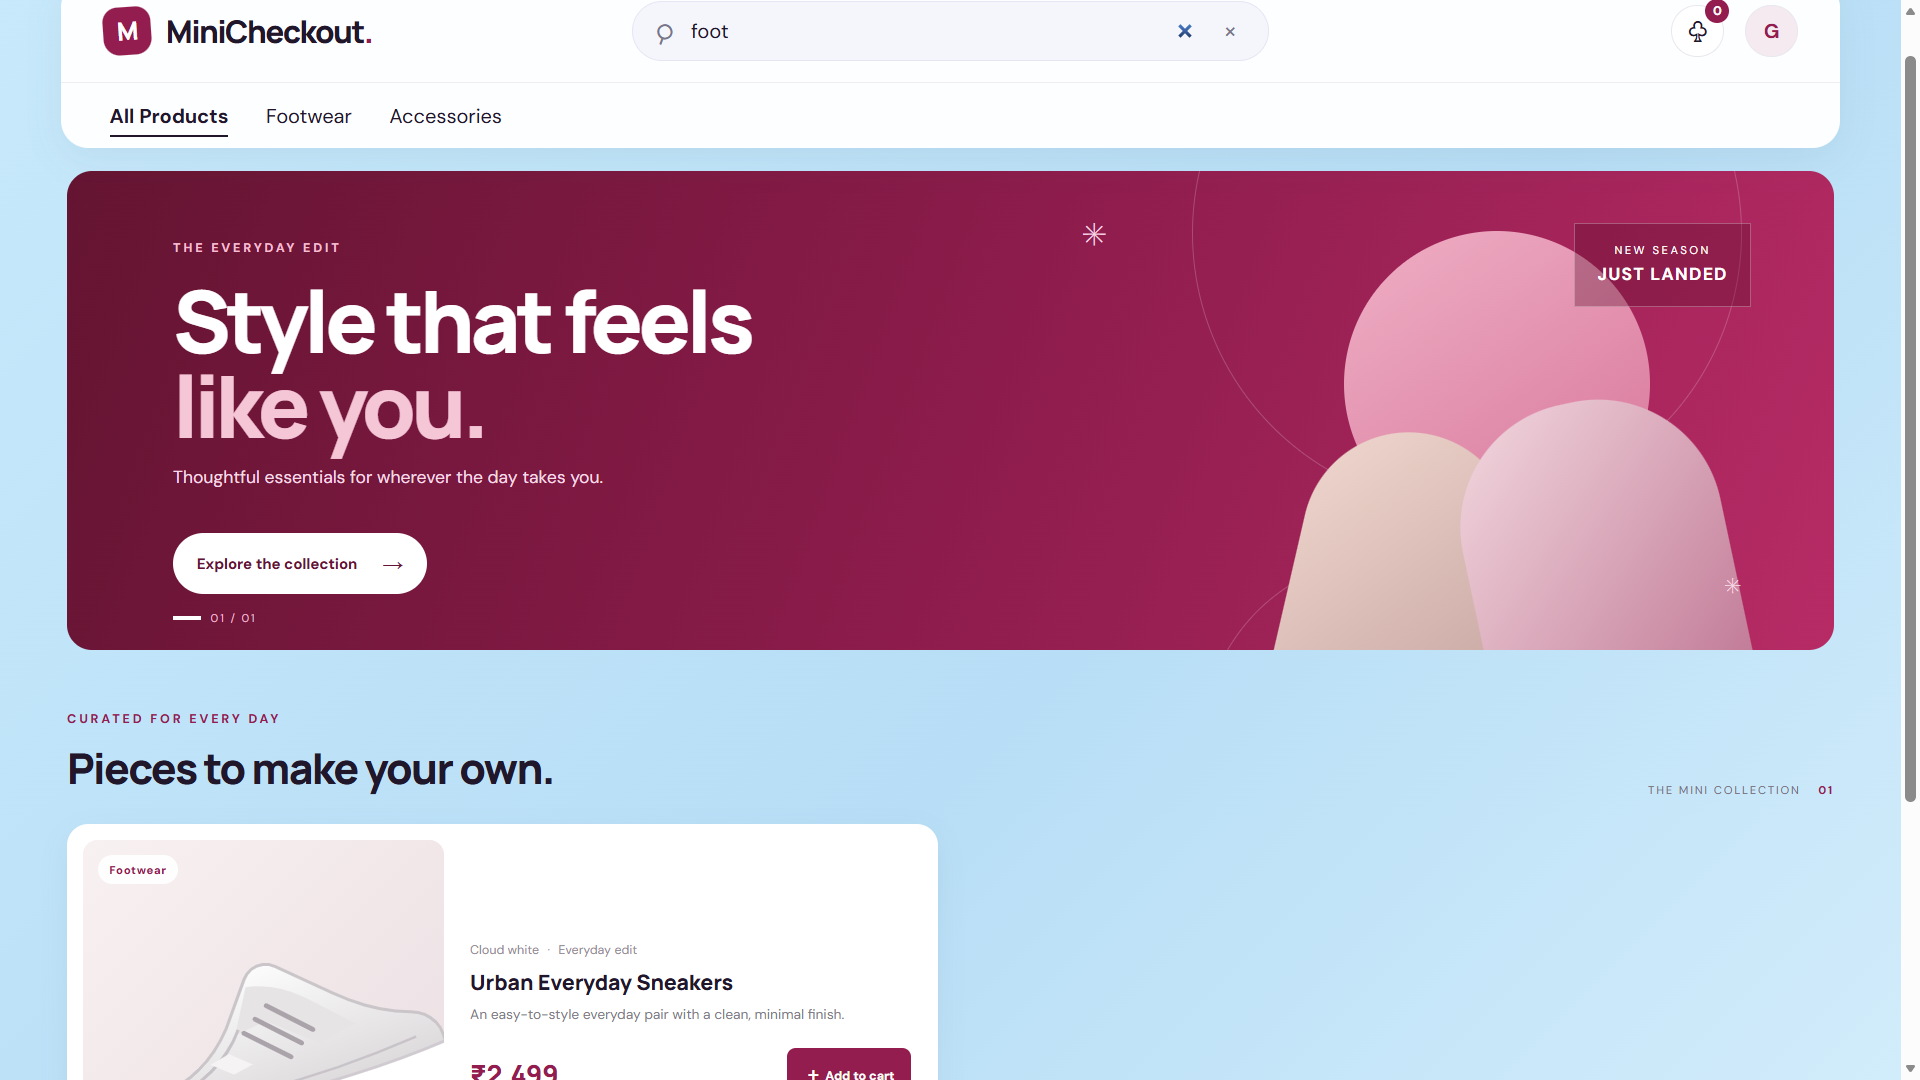 M MiniCheckout.
foot
0
G
All Products Footwear Accessories
THE EVERYDAY EDIT
Style that feels
like you.
Thoughtful essentials for wherever the day takes you.
Explore the collection →
01 / 01
NEW SEASON
JUST LANDED
CURATED FOR EVERY DAY
Pieces to make your own.
THE MINI COLLECTION 01
Footwear
Cloud white · Everyday edit
Urban Everyday Sneakers
An easy-to-style everyday pair with a clean, minimal finish.
₹2,499
+ Add to cart